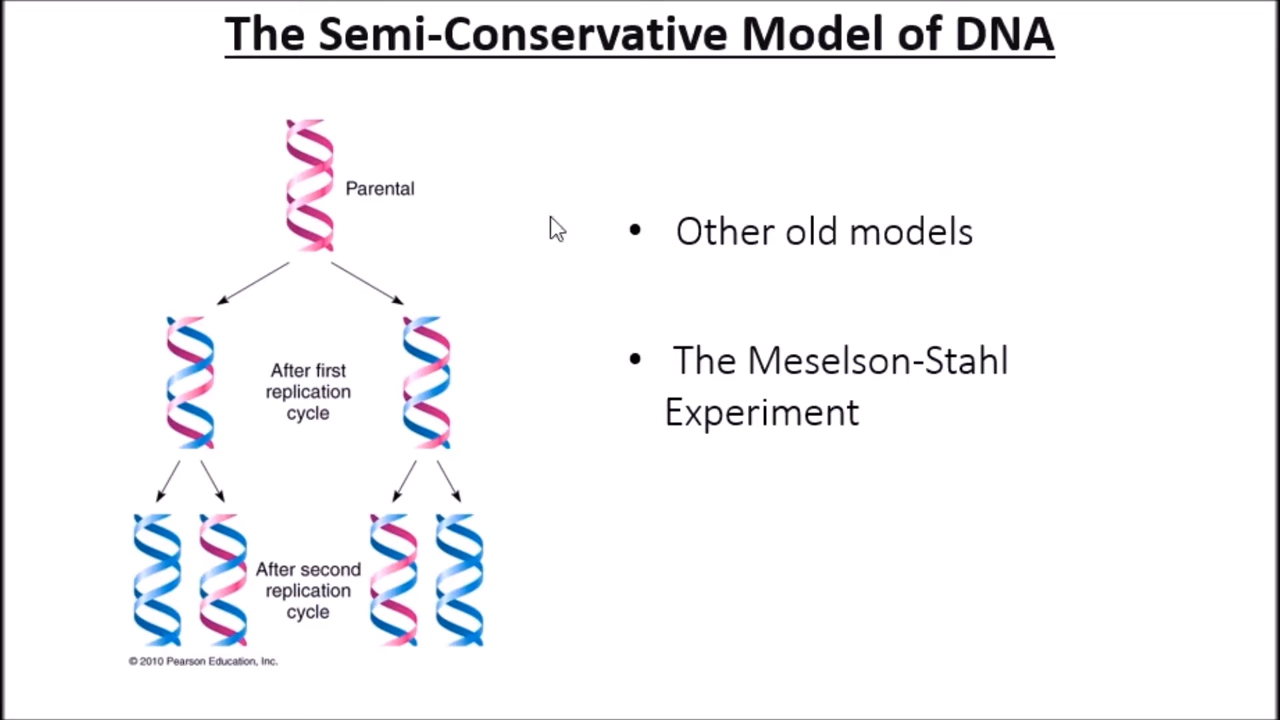 The Semi-Conservative Model of DNA
Parental
After first
replication
cycle
After second
replication
cycle
© 2010 Pearson Education, Inc.
• Other old models
• The Meselson-Stahl
Experiment